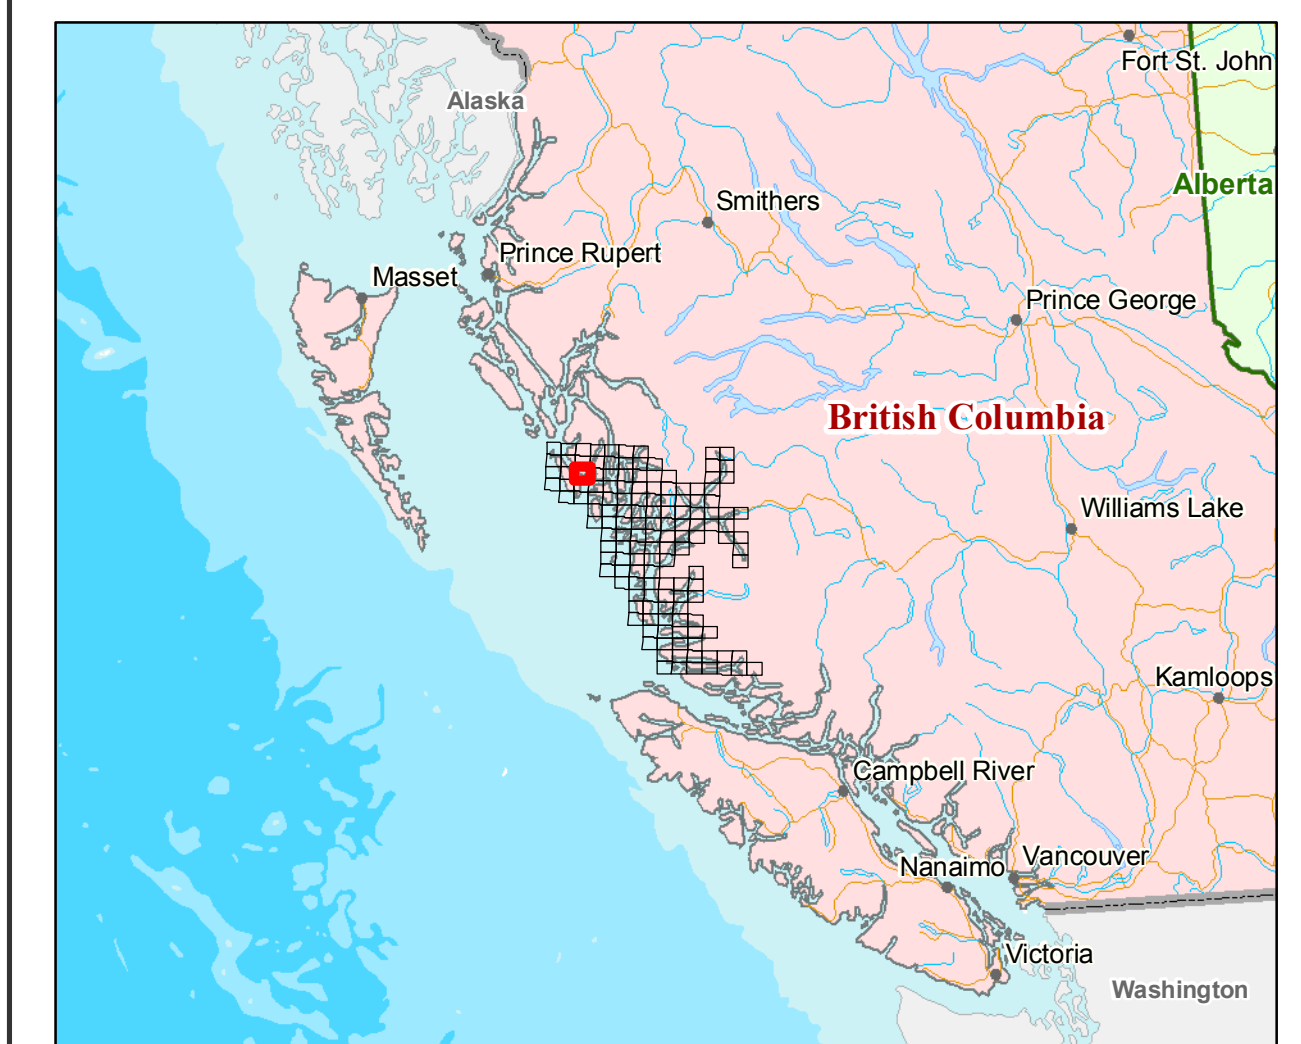 Fort St. John
Alaska
Alberta
Smithers
Prince Rupert
Masset
Prince George
British Columbia
Williams Lake
Kamloops
Campbell River
Vancouver
Nanaimo
Victoria
Washington